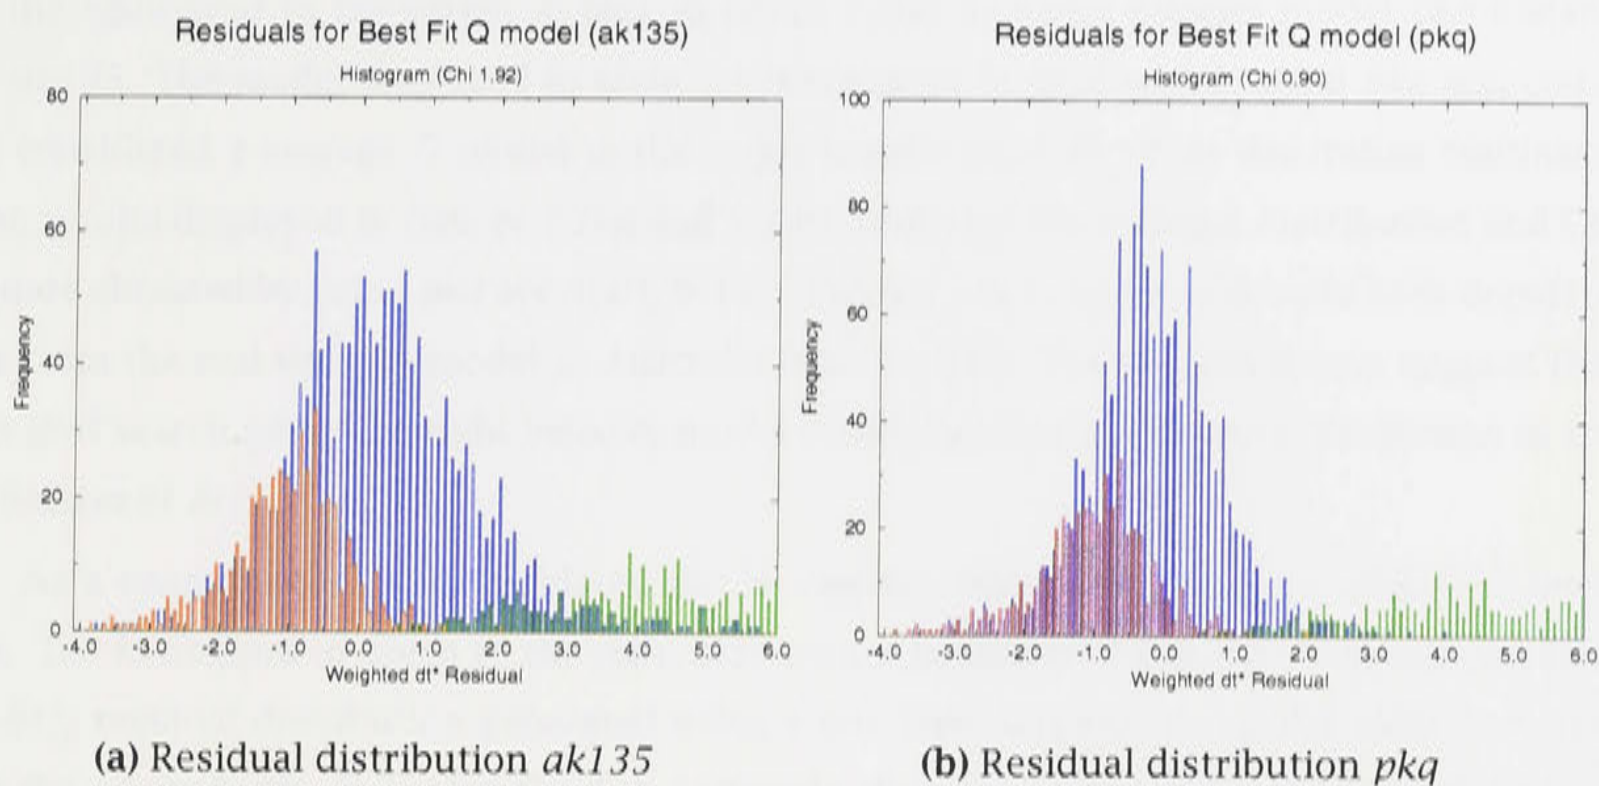 Residuals for Best Fit Q model (ak135)
Histogram (Chi 1.92)
80
60
40
20
0
Frequency
-4.0 -3.0 -2.0 -1.0 0.0 1.0 2.0 3.0 4.0 5.0 6.0
Weighted dt* Residual
(a) Residual distribution ak135
Residuals for Best Fit Q model (pkq)
Histogram (Chi 0.90)
100
80
60
40
20
0
Frequency
-4.0 -3.0 -2.0 -1.0 0.0 1.0 2.0 3.0 4.0 5.0 6.0
Weighted dt* Residual
(b) Residual distribution pkq